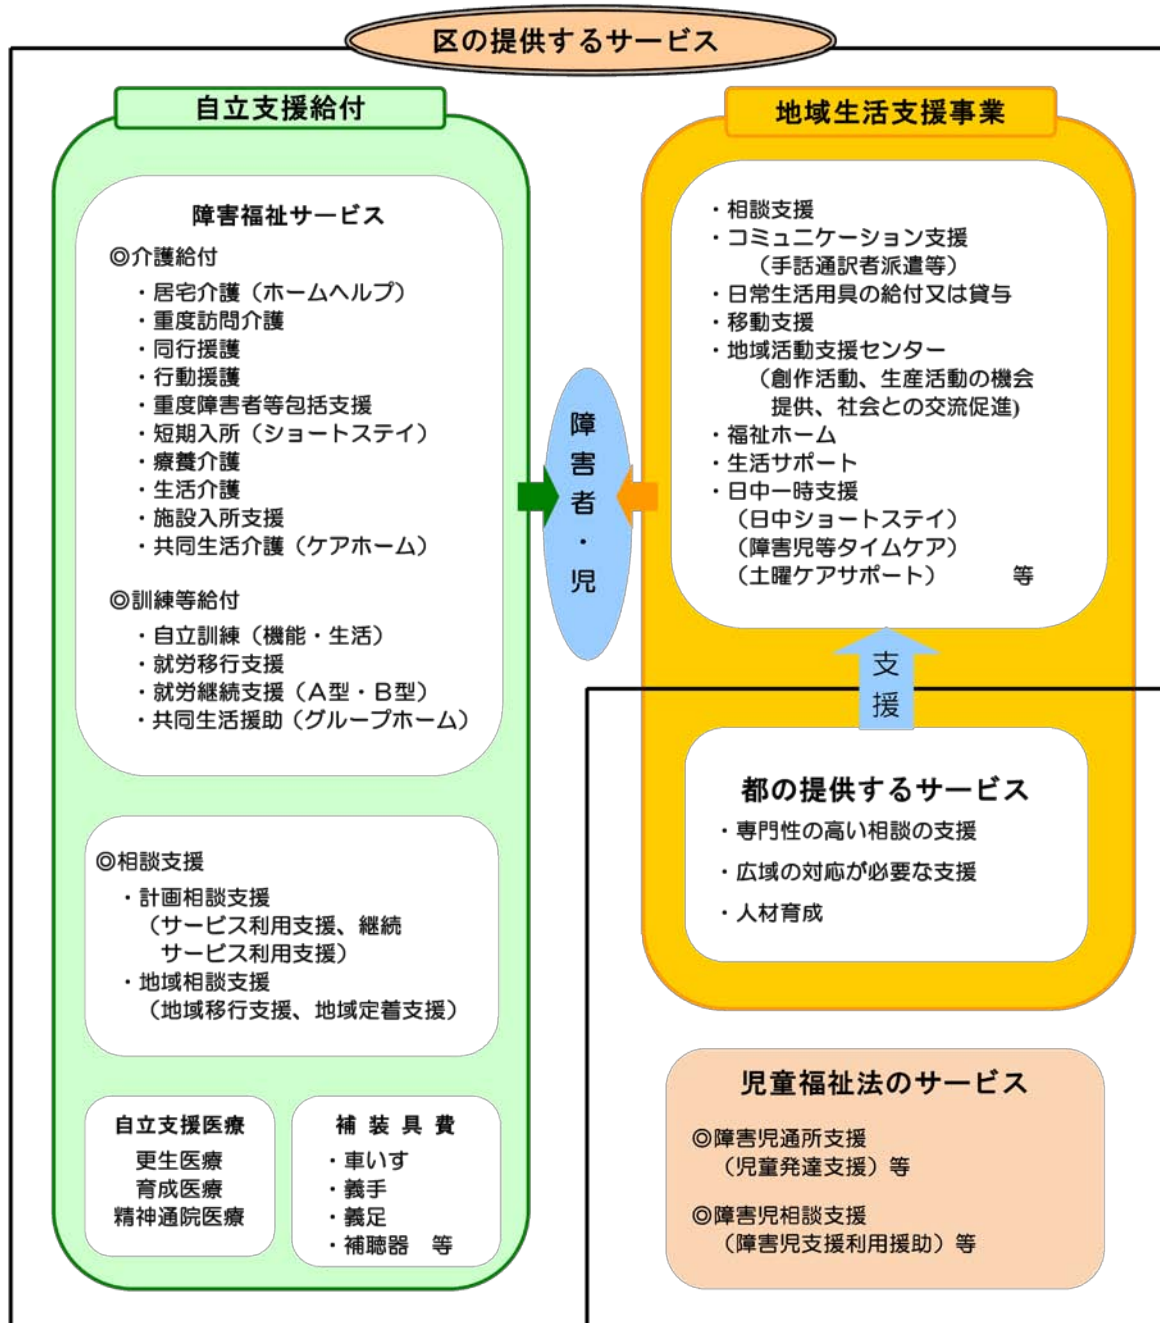 区の提供するサービス
自立支援給付
障害福祉サービス
◎介護給付
・居宅介護（ホームヘルプ）
・重度訪問介護
・同行援護
・行動援護
・重度障害者等包括支援
・短期入所（ショートステイ）
・療養介護
・生活介護
・施設入所支援
・共同生活介護（ケアホーム）
◎訓練等給付
・自立訓練（機能・生活）
・就労移行支援
・就労継続支援（Ａ型・Ｂ型）
・共同生活援助（グループホーム）
◎相談支援
・計画相談支援
（サービス利用支援、継続
サービス利用支援）
・地域相談支援
（地域移行支援、地域定着支援）
自立支援医療
更生医療
育成医療
精神通院医療
補装具費
・車いす
・義手
・義足
・補聴器　等
障害者・児
地域生活支援事業
・相談支援
・コミュニケーション支援
（手話通訳者派遣等）
・日常生活用具の給付又は貸与
・移動支援
・地域活動支援センター
（創作活動、生産活動の機会
提供、社会との交流促進)
・福祉ホーム
・生活サポート
・日中一時支援
（日中ショートステイ）
（障害児等タイムケア）
（土曜ケアサポート）　　　等
支援
都の提供するサービス
・専門性の高い相談の支援
・広域の対応が必要な支援
・人材育成
児童福祉法のサービス
◎障害児通所支援
（児童発達支援）等
◎障害児相談支援
（障害児支援利用援助）等